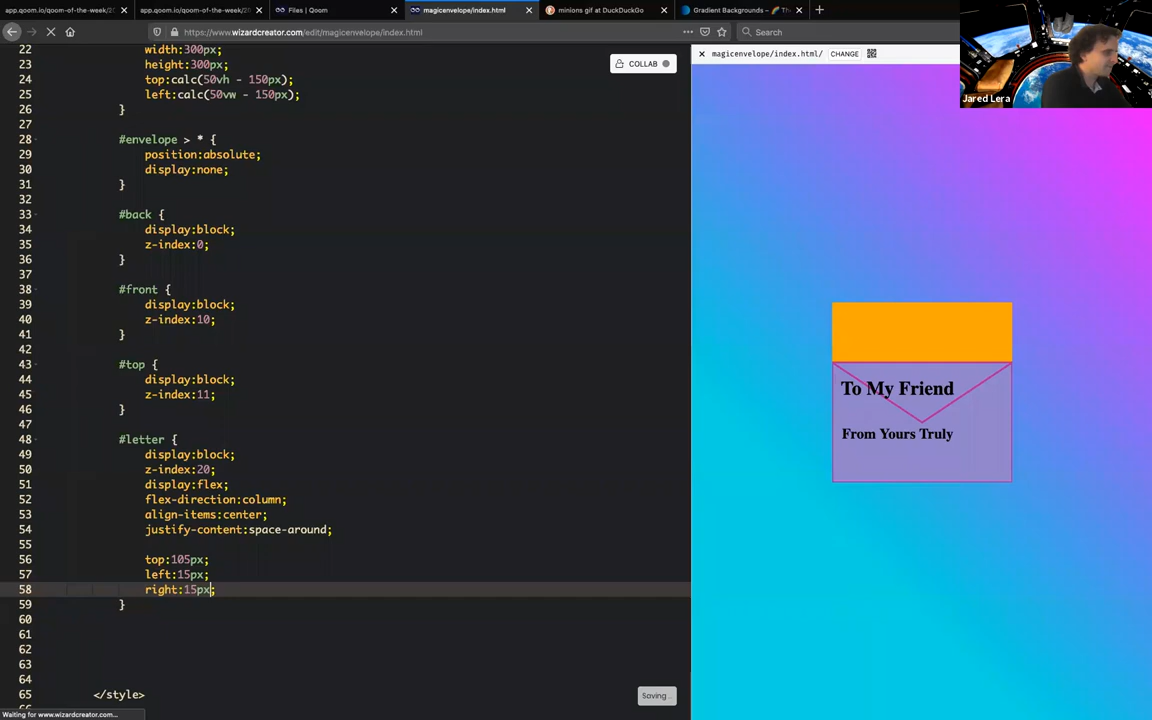 app.qoom.io/qoom-of-the-week/2
app.qoom.io/qoom-of-the-week/2
Files | Qoom
magicenvelope/index.html
minions gif at DuckDuckGo
Gradient Backgrounds – Th
https://www.wizardcreator.com/edit/magicenvelope/index.html
Search
COLLAB
magicenvelope/index.html/ CHANGE
Jared Lera
22 width:300px;
23 height:300px;
24 top:calc(50vh - 150px);
25 left:calc(50vw - 150px);
26 }
27
28 #envelope > * {
29 position:absolute;
30 display:none;
31 }
32
33 #back {
34 display:block;
35 z-index:0;
36 }
37
38 #front {
39 display:block;
40 z-index:10;
41 }
42
43 #top {
44 display:block;
45 z-index:11;
46 }
47
48 #letter {
49 display:block;
50 z-index:20;
51 display:flex;
52 flex-direction:column;
53 align-items:center;
54 justify-content:space-around;
55
56 top:105px;
57 left:15px;
58 right:15px;
59 }
60
61
62
63
64
65 </style>
To My Friend
From Yours Truly
Saving...
Waiting for www.wizardcreator.com...